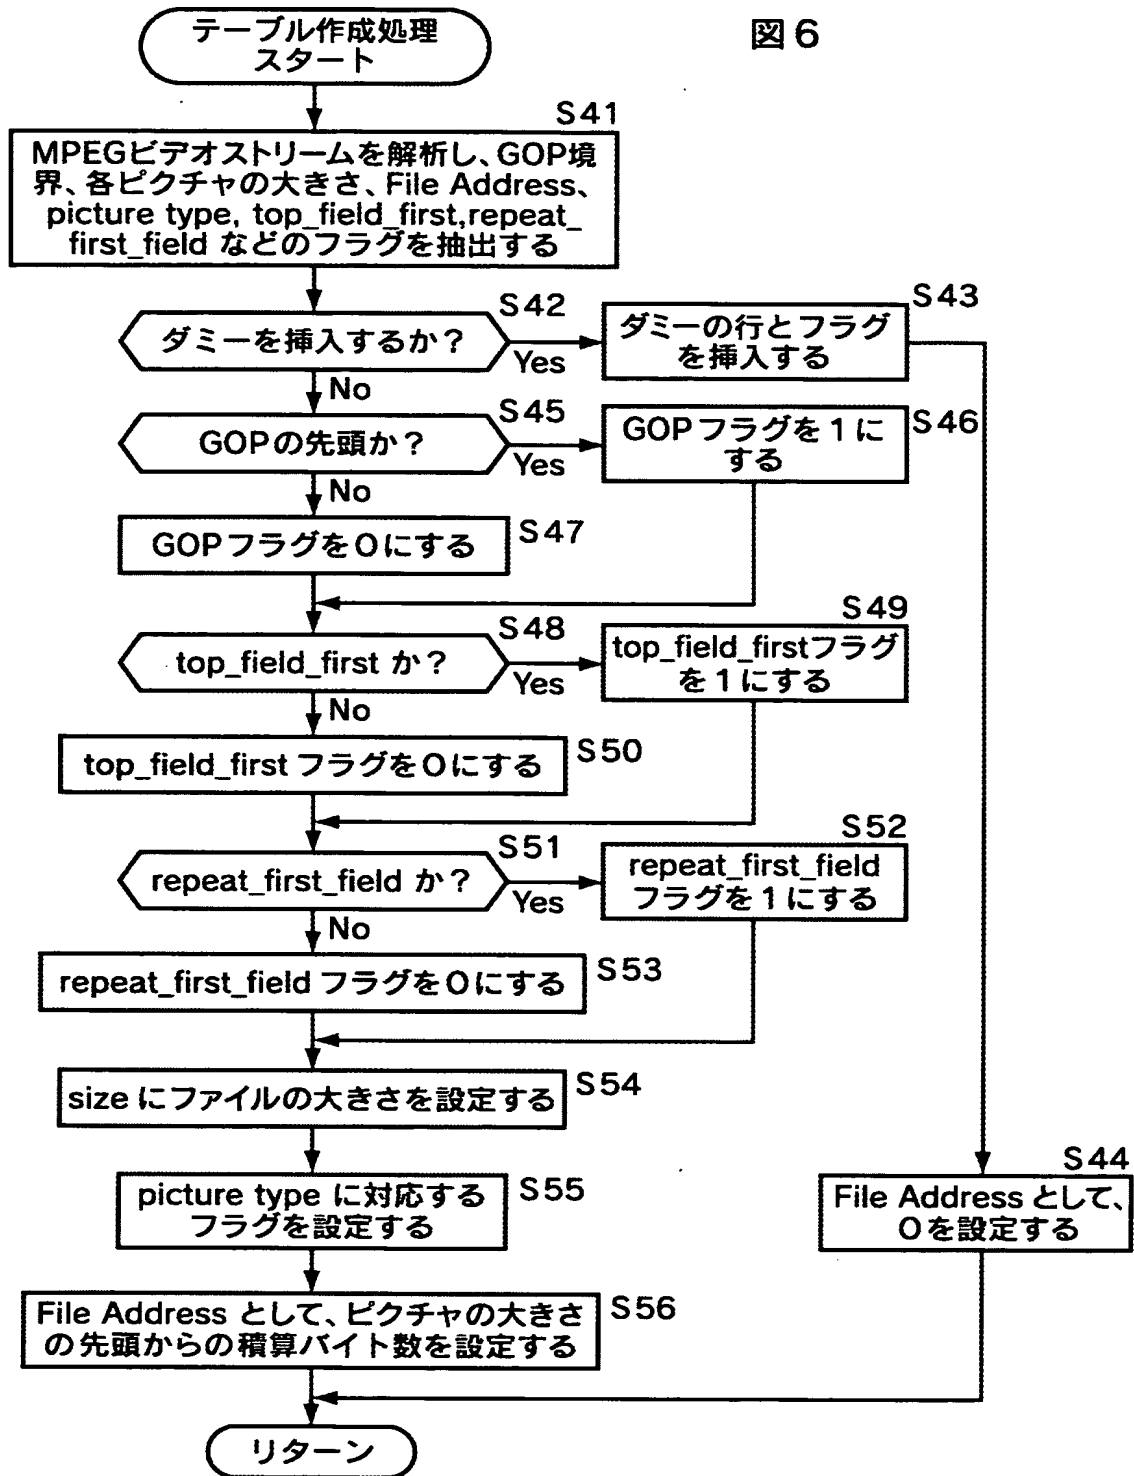 テーブル作成処理
スタート
図6
S41
MPEGビデオストリームを解析し、GOP境
界、各ピクチャの大きさ、File Address、
picture type, top_field_first,repeat_
first_field などのフラグを抽出する
S42
ダミーを挿入するか？
Yes
No
S43
ダミーの行とフラグ
を挿入する
S45
GOPの先頭か？
Yes
No
S46
GOPフラグを1に
する
S47
GOPフラグを0にする
S48
top_field_first か？
Yes
No
S49
top_field_firstフラグ
を1にする
S50
top_field_first フラグを0にする
S51
repeat_first_field か？
Yes
No
S52
repeat_first_field
フラグを1にする
S53
repeat_first_field フラグを0にする
S54
size にファイルの大きさを設定する
S55
picture type に対応する
フラグを設定する
S44
File Address として、
0を設定する
S56
File Address として、ピクチャの大きさ
の先頭からの積算バイト数を設定する
リターン